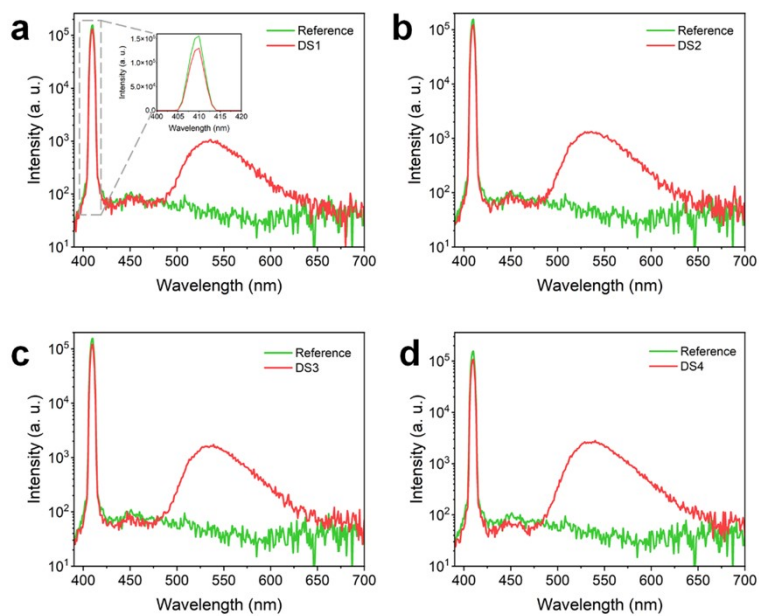 a
Reference
DS1
10⁵
10⁴
10³
10²
10¹
Intensity (a. u.)
400
450
500
550
600
650
700
Wavelength (nm)
1.5×10⁵
1.0×10⁵
5.0×10⁴
0.0
Intensity (a. u.)
400
405
410
415
420
Wavelength (nm)
b
Reference
DS2
10⁵
10⁴
10³
10²
10¹
Intensity (a. u.)
400
450
500
550
600
650
700
Wavelength (nm)
c
Reference
DS3
10⁵
10⁴
10³
10²
10¹
Intensity (a. u.)
400
450
500
550
600
650
700
Wavelength (nm)
d
Reference
DS4
10⁵
10⁴
10³
10²
10¹
Intensity (a. u.)
400
450
500
550
600
650
700
Wavelength (nm)